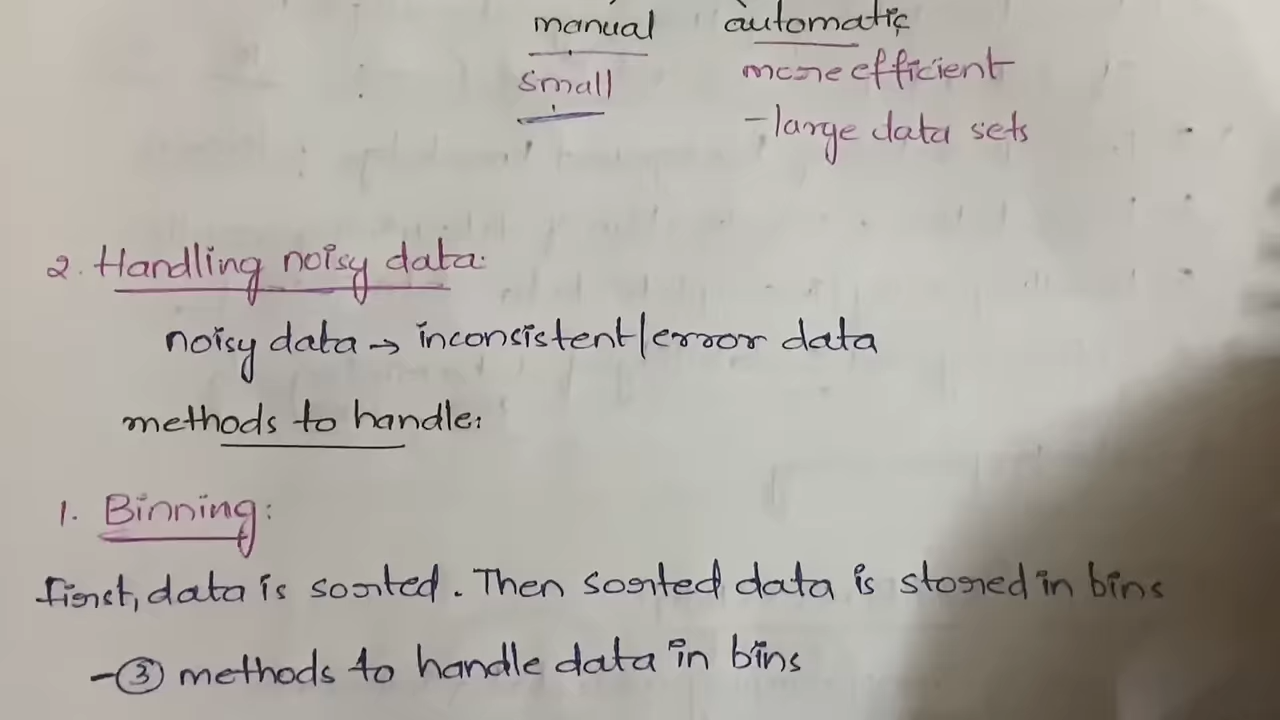 manual automatic
small more efficient
-large data sets
2. Handling noisy data:
noisy data → inconsistent/error data
methods to handle:
1. Binning:
first, data is sorted. Then sorted data is stored in bins
-③ methods to handle data in bins